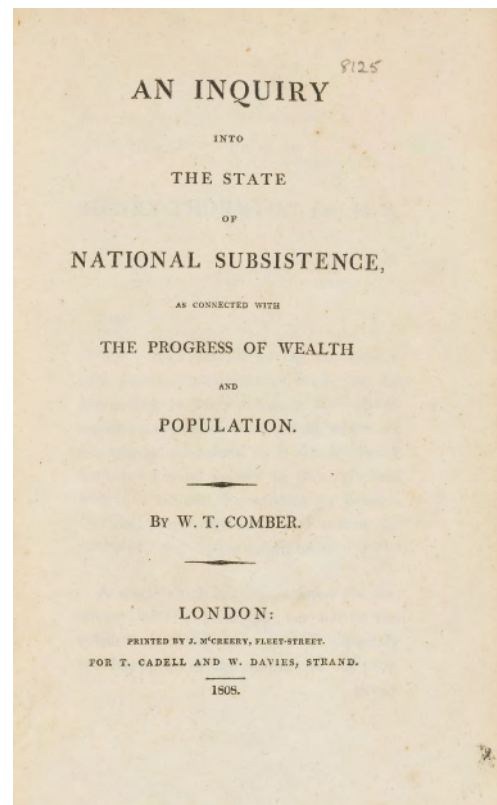 8125
AN INQUIRY
INTO
THE STATE
OF
NATIONAL SUBSISTENCE,
AS CONNECTED WITH
THE PROGRESS OF WEALTH
AND
POPULATION.
BY W. T. COMBER.
LONDON:
PRINTED BY J. MᶜCREERY, FLEET-STREET.
FOR T. CADELL AND W. DAVIES, STRAND.
1808.